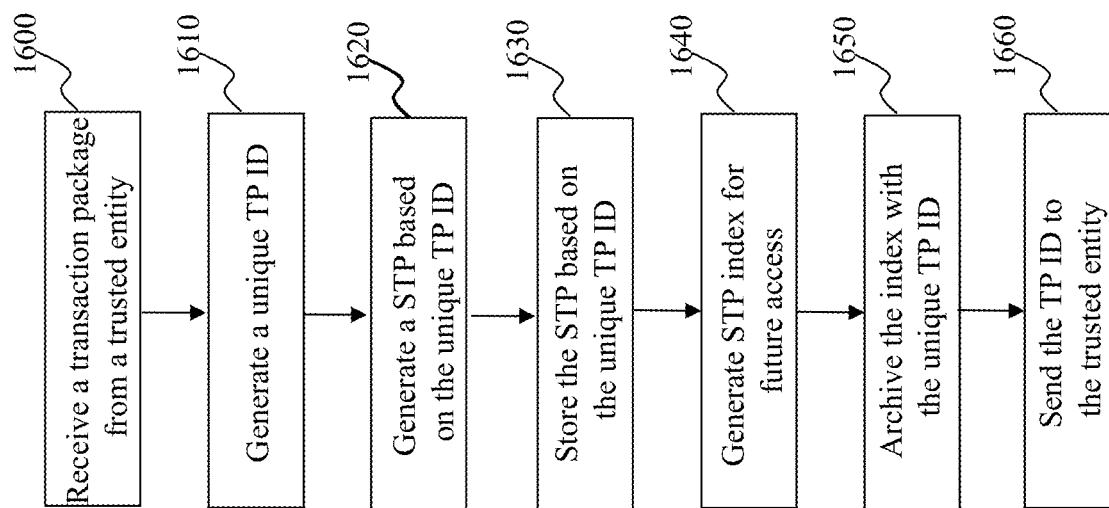 1600
Receive a transaction package
from a trusted entity
1610
Generate a unique TP ID
1620
Generate a STP based
on the unique TP ID
1630
Store the STP based on
the unique TP ID
1640
Generate STP index for
future access
1650
Archive the index with
the unique TP ID
1660
Send the TP ID to
the trusted entity